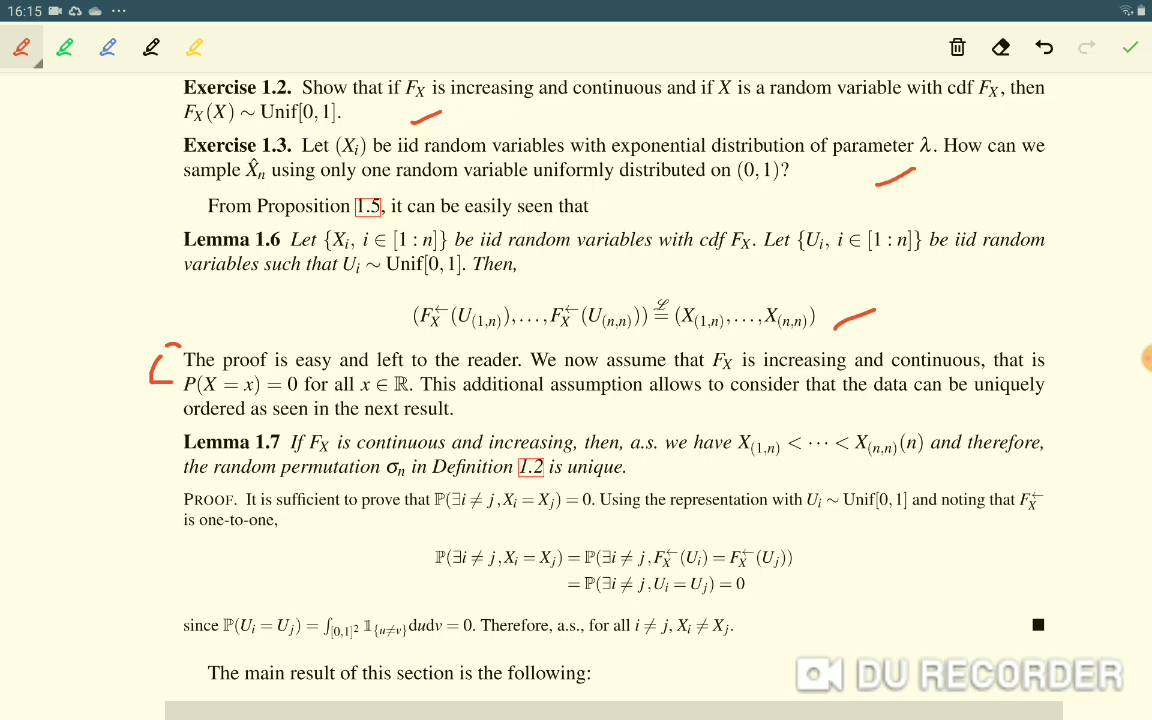 16:15
Exercise 1.2. Show that if F_X is increasing and continuous and if X is a random variable with cdf F_X, then
F_X(X) ∼ Unif[0,1].
Exercise 1.3. Let (X_i) be iid random variables with exponential distribution of parameter λ. How can we
sample X̂_n using only one random variable uniformly distributed on (0,1)?
From Proposition 1.5, it can be easily seen that
Lemma 1.6 Let {X_i, i ∈ [1 : n]} be iid random variables with cdf F_X. Let {U_i, i ∈ [1 : n]} be iid random
variables such that U_i ∼ Unif[0,1]. Then,
(F_X^←(U_(1,n)),...,F_X^←(U_(n,n))) =^ℒ (X_(1,n),...,X_(n,n))
The proof is easy and left to the reader. We now assume that F_X is increasing and continuous, that is
P(X = x) = 0 for all x ∈ ℝ. This additional assumption allows to consider that the data can be uniquely
ordered as seen in the next result.
Lemma 1.7 If F_X is continuous and increasing, then, a.s. we have X_(1,n) < ··· < X_(n,n)(n) and therefore,
the random permutation σ_n in Definition 1.2 is unique.
PROOF. It is sufficient to prove that ℙ(∃i ≠ j, X_i = X_j) = 0. Using the representation with U_i ∼ Unif[0,1] and noting that F_X^←
is one-to-one,
ℙ(∃i ≠ j, X_i = X_j) = ℙ(∃i ≠ j, F_X^←(U_i) = F_X^←(U_j))
= ℙ(∃i ≠ j, U_i = U_j) = 0
since ℙ(U_i = U_j) = ∫_[0,1]² 𝟙_{u≠v} dudv = 0. Therefore, a.s., for all i ≠ j, X_i ≠ X_j. ■
The main result of this section is the following:
DU RECORDER